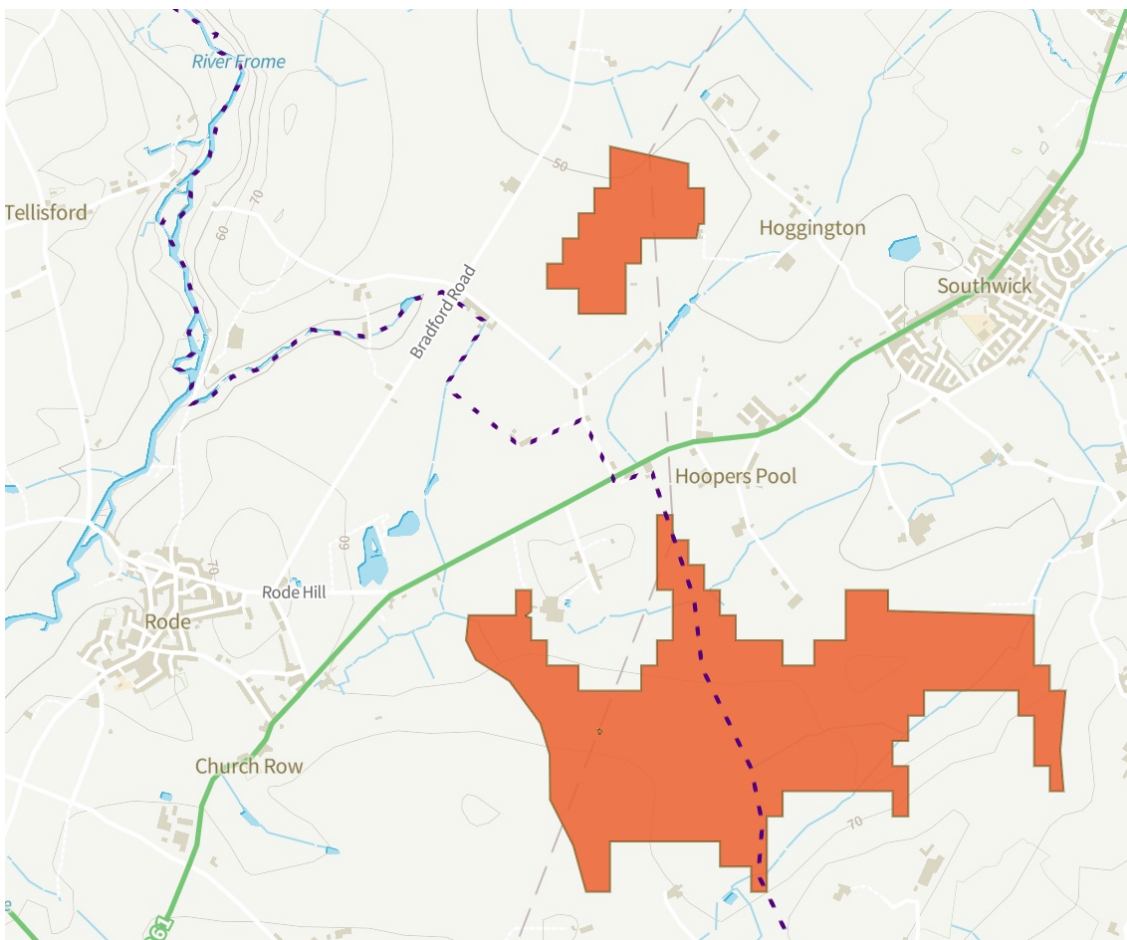 River Frome
70
50
Tellisford
60
Hoggington
Bradford Road
Southwick
Hoopers Pool
60
70
Rode Hill
Rode
Church Row
70